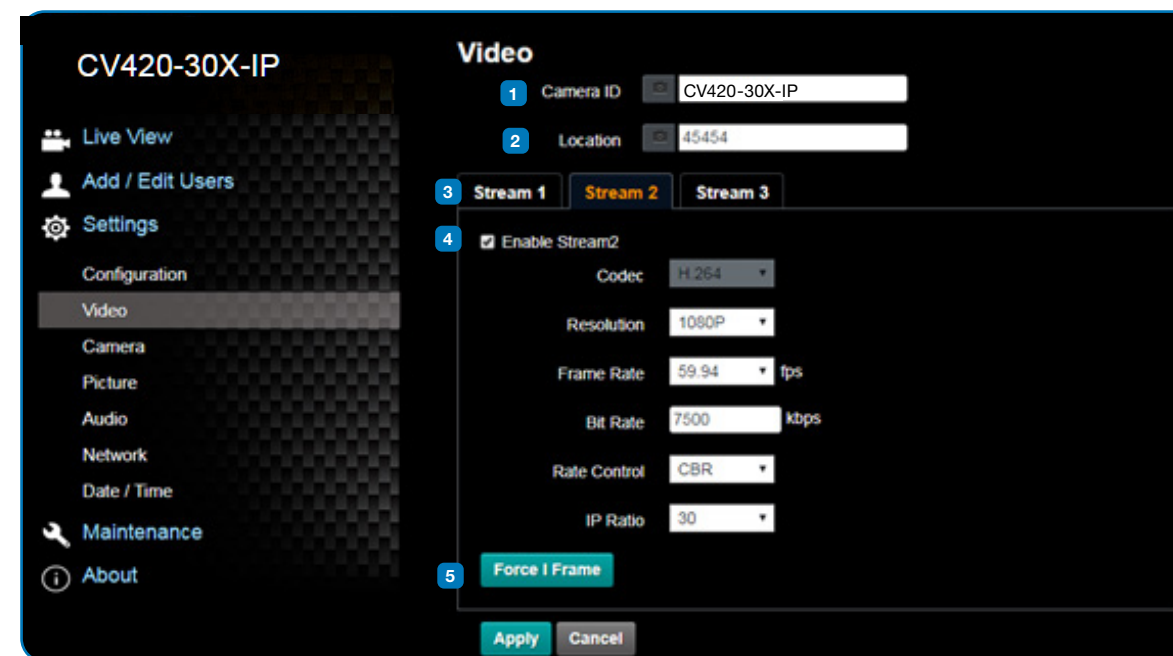 CV420-30X-IP
Live View
Add / Edit Users
Settings
Configuration
Video
Camera
Picture
Audio
Network
Date / Time
Maintenance
About
Video
1 Camera ID CV420-30X-IP
2 Location 45454
3 Stream 1 Stream 2 Stream 3
4 Enable Stream2
Codec H.264
Resolution 1080P
Frame Rate 59.94 fps
Bit Rate 7500 kbps
Rate Control CBR
IP Ratio 30
5 Force I Frame
Apply Cancel